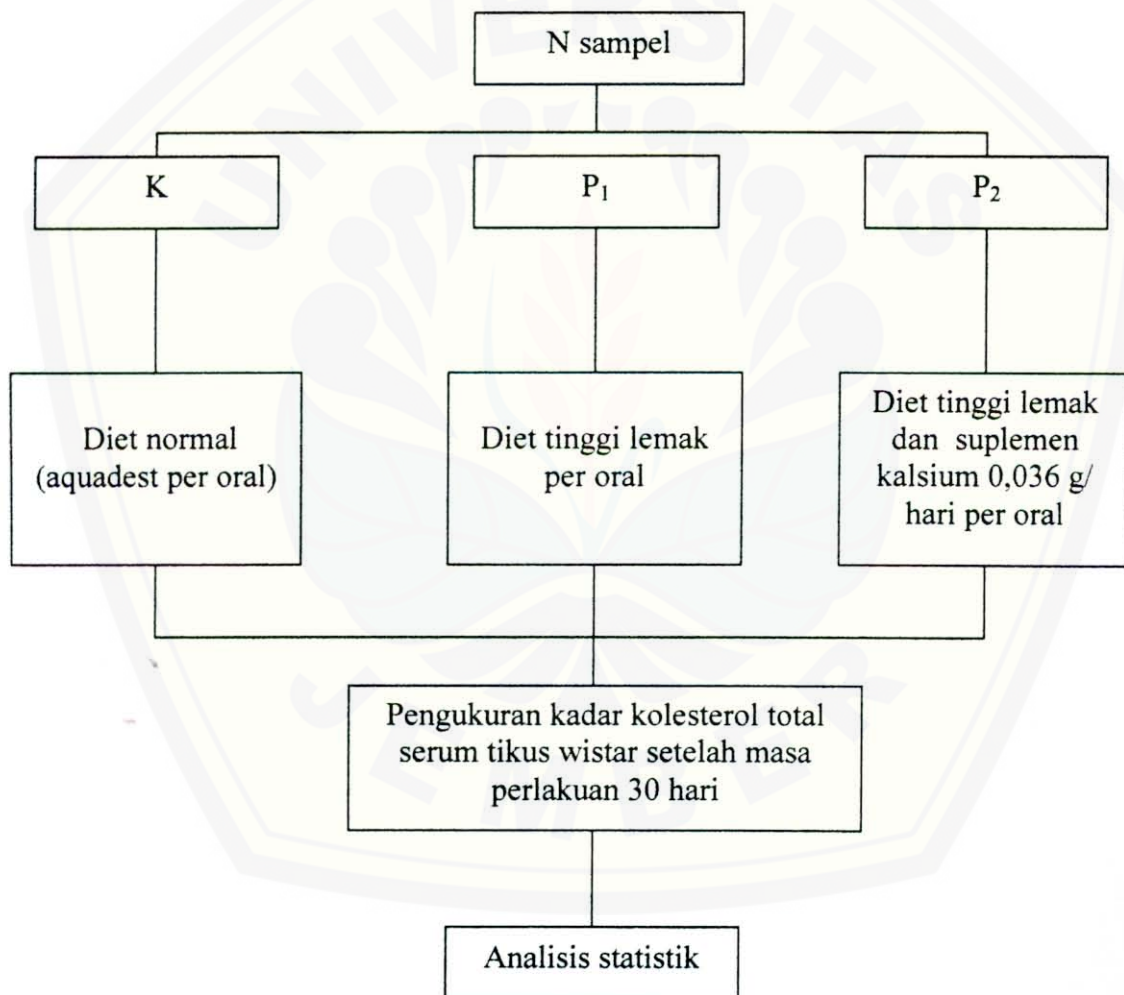 UNIVERSITAS
N sampel
K
P₁
P₂
Diet normal
(aquadest per oral)
Diet tinggi lemak
per oral
Diet tinggi lemak
dan suplemen
kalsium 0,036 g/
hari per oral
Pengukuran kadar kolesterol total
serum tikus wistar setelah masa
perlakuan 30 hari
JEMBER
Analisis statistik